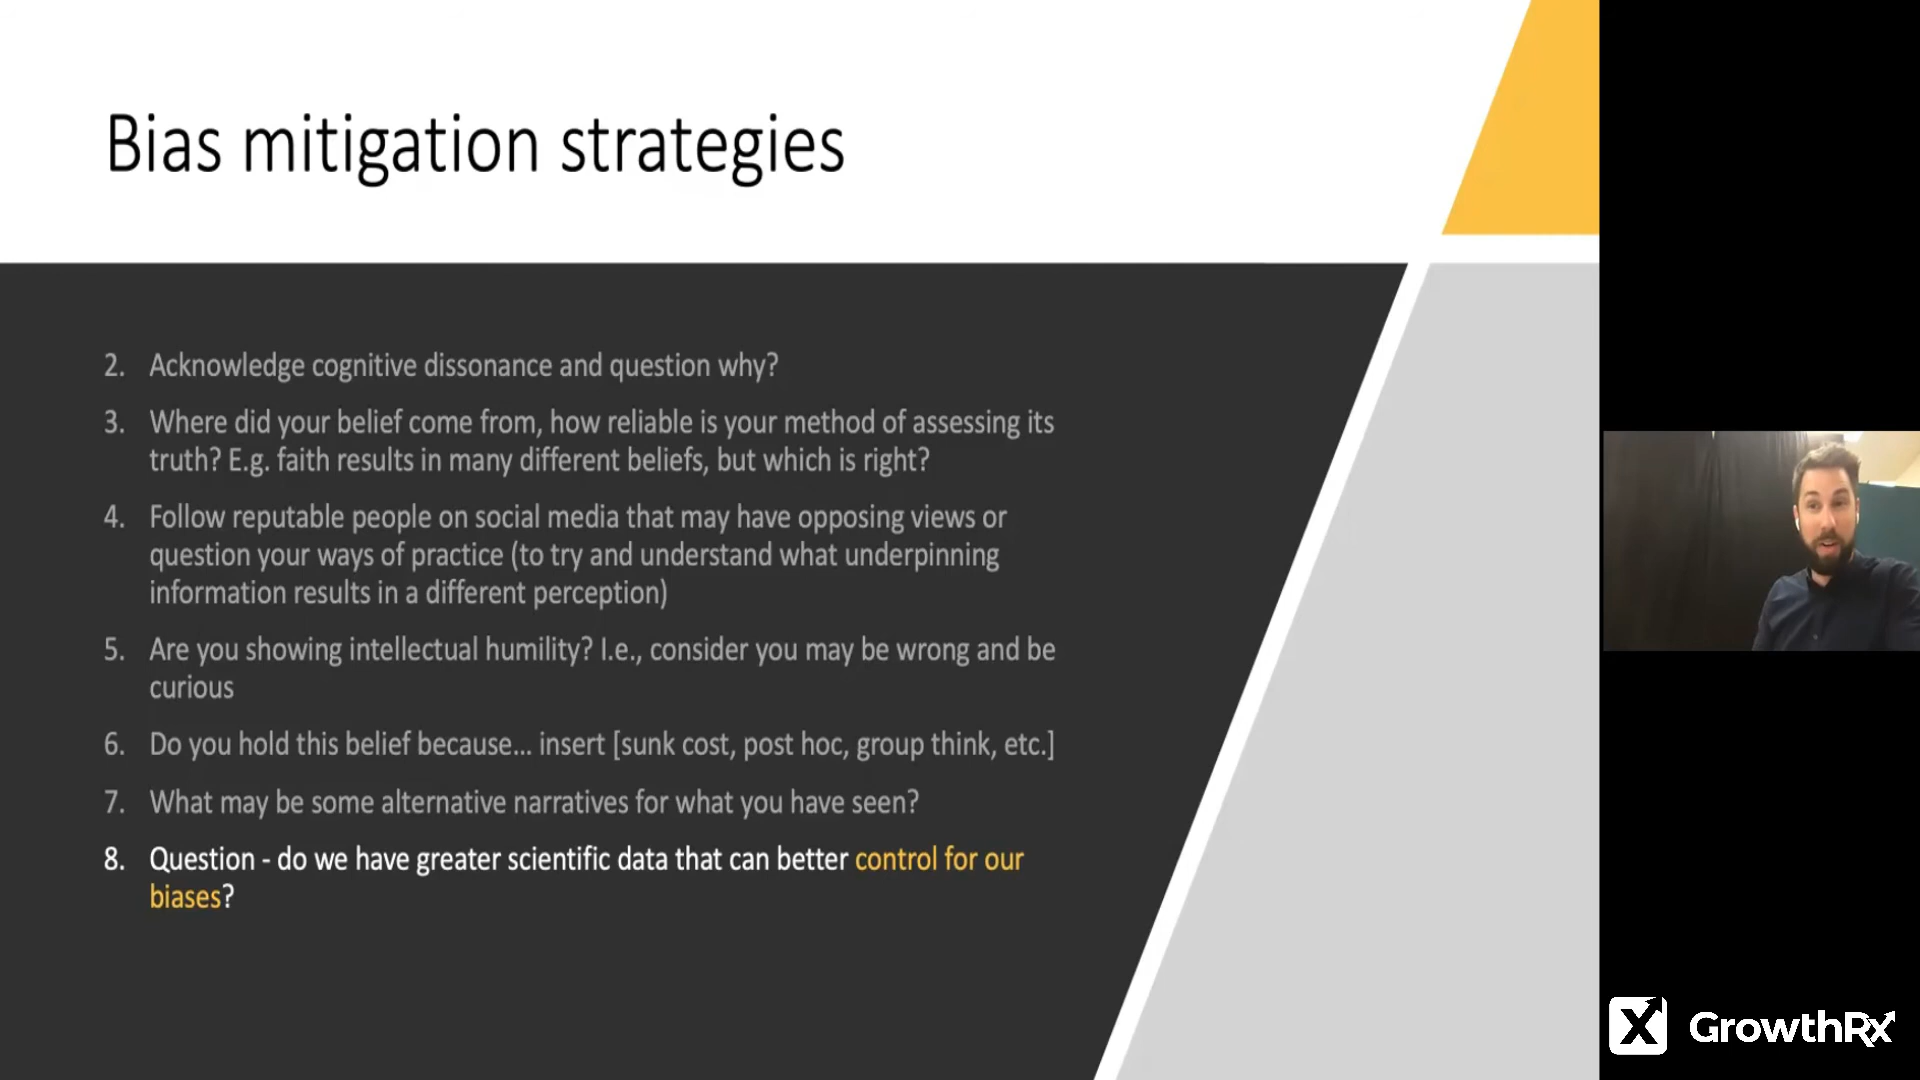 Bias mitigation strategies
2. Acknowledge cognitive dissonance and question why?
3. Where did your belief come from, how reliable is your method of assessing its
truth? E.g. faith results in many different beliefs, but which is right?
4. Follow reputable people on social media that may have opposing views or
question your ways of practice (to try and understand what underpinning
information results in a different perception)
5. Are you showing intellectual humility? I.e., consider you may be wrong and be
curious
6. Do you hold this belief because... insert [sunk cost, post hoc, group think, etc.]
7. What may be some alternative narratives for what you have seen?
8. Question - do we have greater scientific data that can better control for our
biases?
X GrowthRx